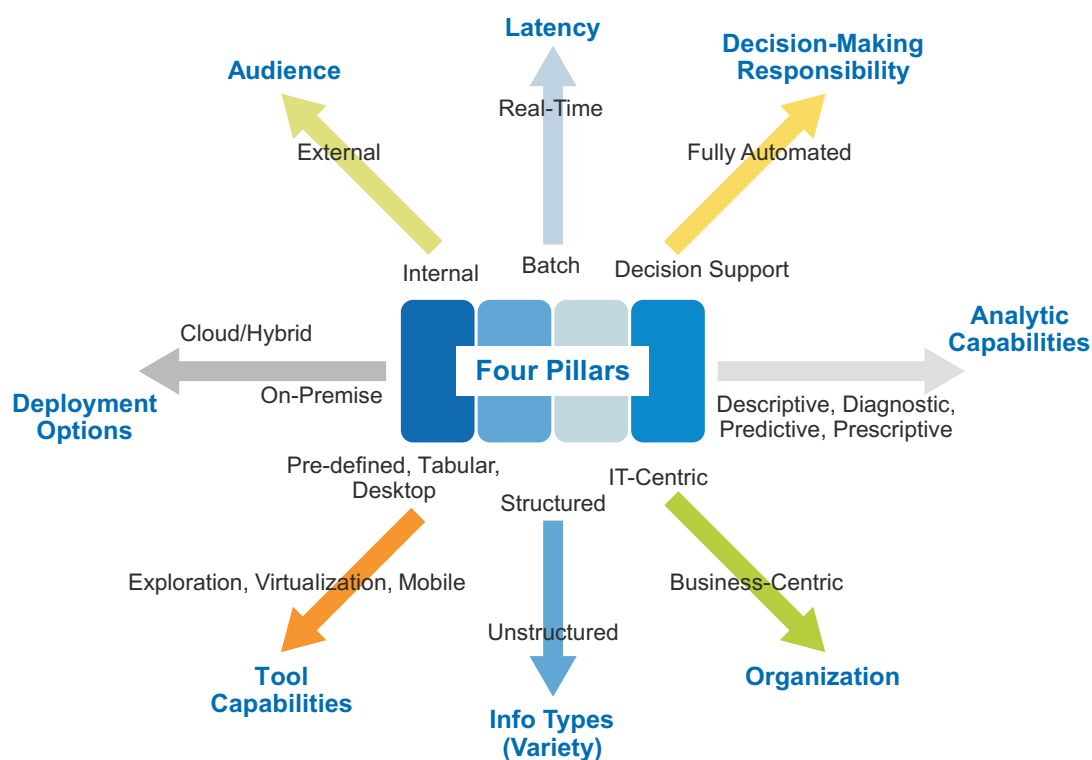 Latency
Decision-Making
Responsibility
Audience
Real-Time
External
Fully Automated
Internal
Batch
Decision Support
Cloud/Hybrid
Analytic
Capabilities
Four Pillars
On-Premise
Deployment
Options
Descriptive, Diagnostic,
Predictive, Prescriptive
Pre-defined, Tabular,
Desktop
IT-Centric
Structured
Exploration, Virtualization, Mobile
Business-Centric
Unstructured
Tool
Capabilities
Organization
Info Types
(Variety)